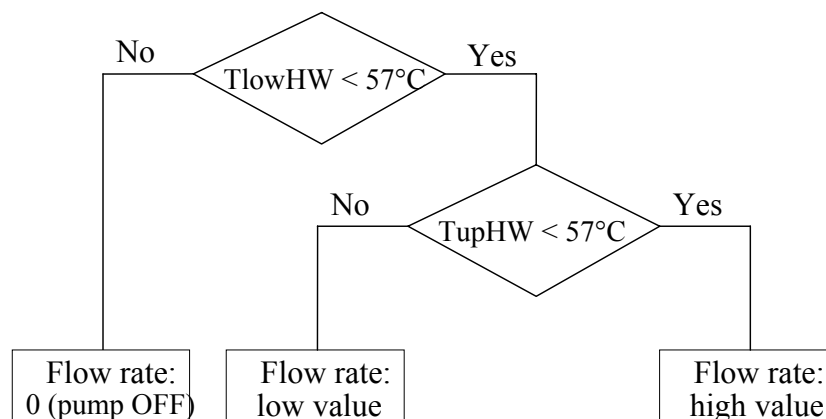 No
TlowHW < 57°C
Yes
No
TupHW < 57°C
Yes
Flow rate:
0 (pump OFF)
Flow rate:
low value
Flow rate:
high value